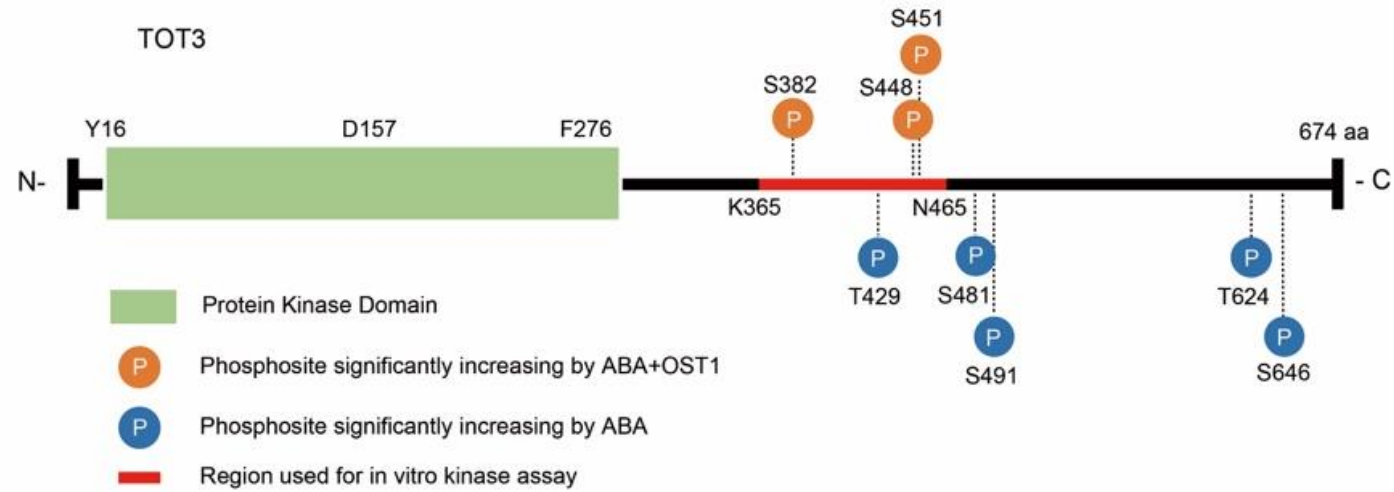 TOT3
S451
S382
S448
P
P
P
Y16
D157
F276
674 aa
N-
- C
K365
N465
P
P
P
T429
S481
T624
P
P
S491
S646
Protein Kinase Domain
P
Phosphosite significantly increasing by ABA+OST1
P
Phosphosite significantly increasing by ABA
Region used for in vitro kinase assay